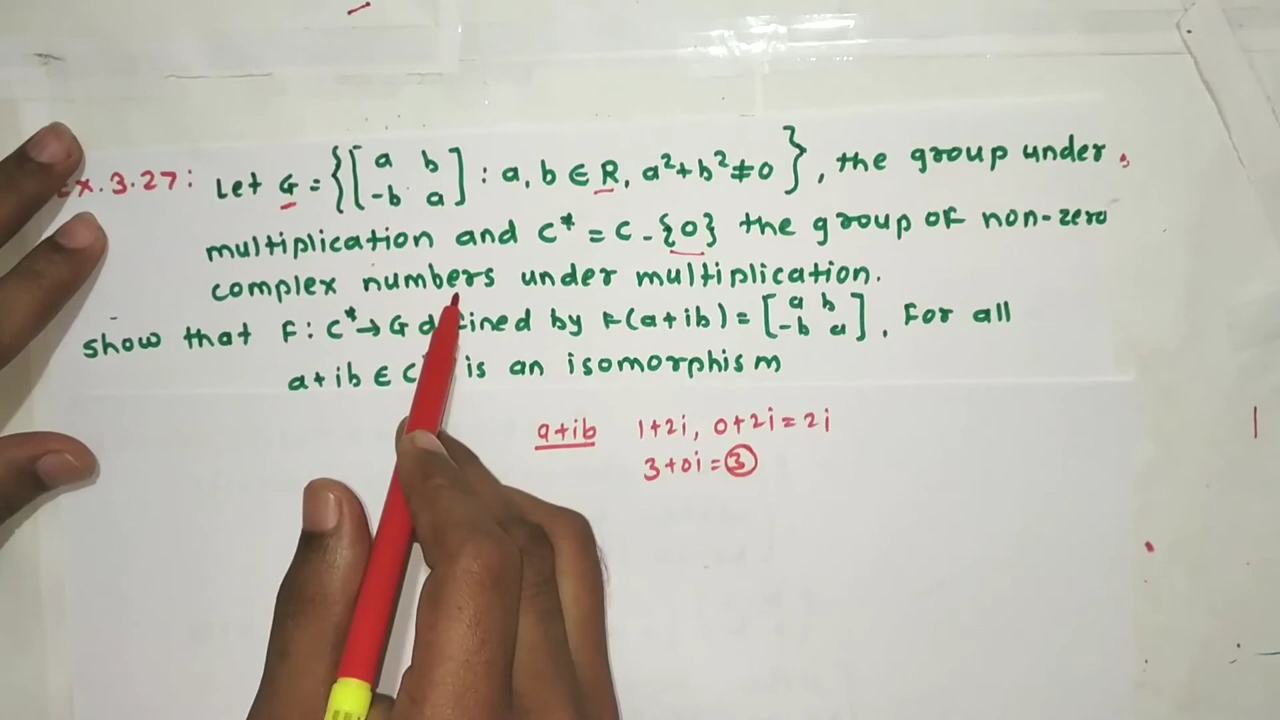 Ex.3.27: Let G = {[a b -b a] : a, b ∈ R, a²+b² ≠ 0}, the group under
multiplication and C* = C - {0} the group of non-zero
complex numbers under multiplication.
show that F: C* → G defined by F(a+ib) = [a b -b a], For all
a+ib ∈ C is an isomorphism
a+ib 1+2i, 0+2i = 2i
3+0i = 3